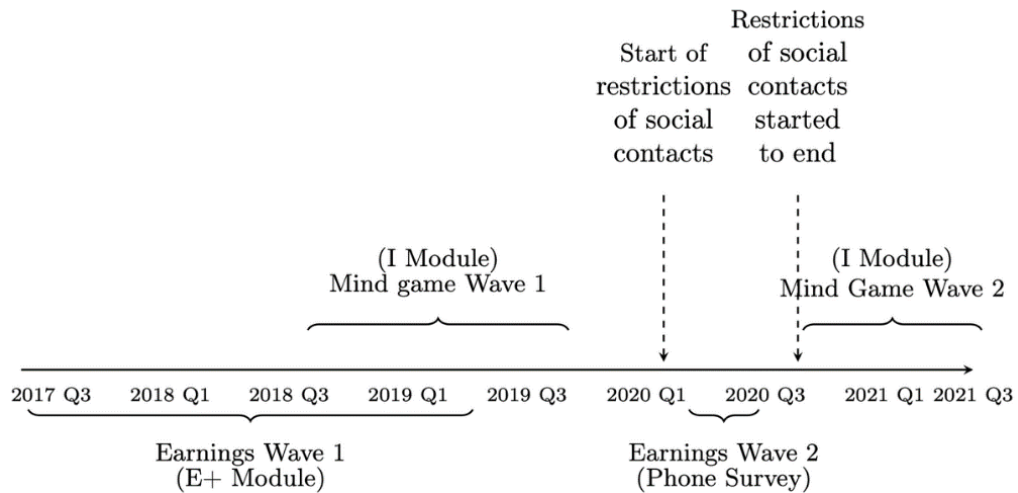 Start of
restrictions
of social
contacts
Restrictions
of social
contacts
started
to end
(I Module)
Mind game Wave 1
(I Module)
Mind Game Wave 2
2017 Q3 2018 Q1 2018 Q3 2019 Q1 2019 Q3 2020 Q1 2020 Q3 2021 Q1 2021 Q3
Earnings Wave 1
(E+ Module)
Earnings Wave 2
(Phone Survey)